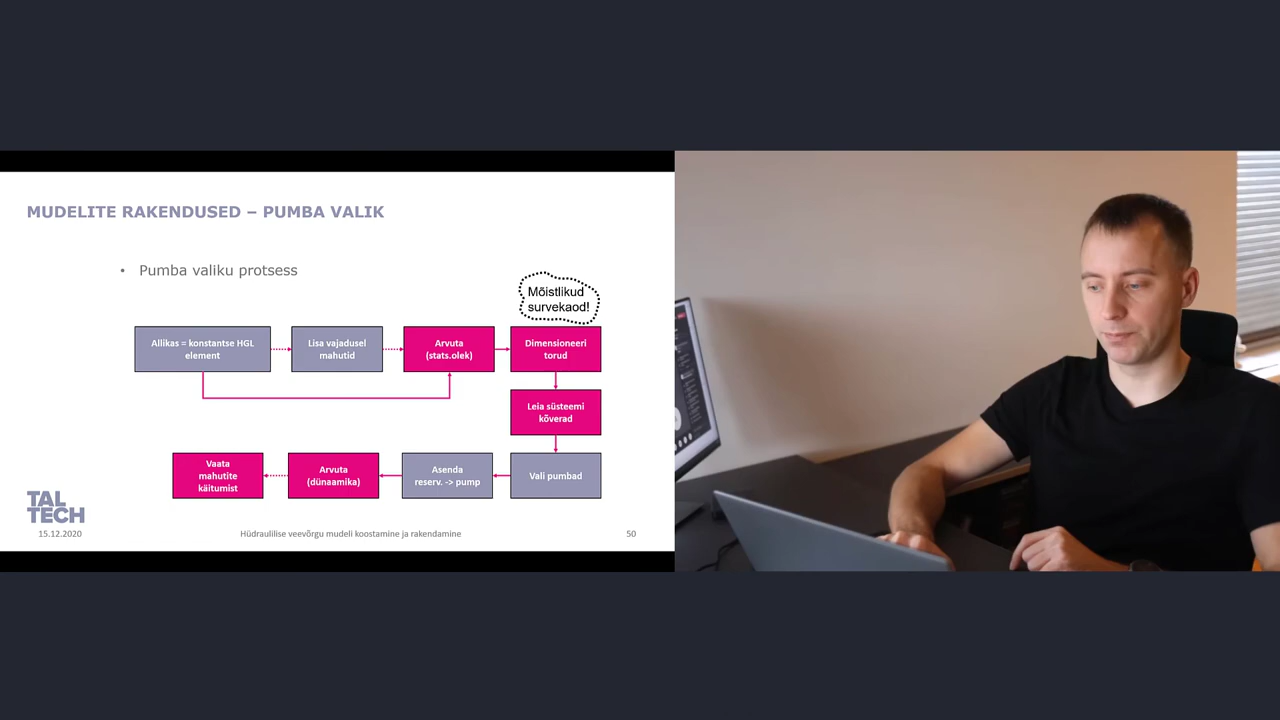 MUDELITE RAKENDUSED – PUMBA VALIK
• Pumba valiku protsess
Mõistlikud
survekaod!
Allikas = konstantse HGL
element
Lisa vajadusel
mahutid
Arvuta
(stats.olek)
Dimensioneeri
torud
Leia süsteemi
kõverad
Vaata
mahutite
käitumist
Arvuta
(dünaamika)
Asenda
reserv. -> pump
Vali pumbad
TAL
TECH
15.12.2020
Hüdraulilise veevõrgu mudeli koostamine ja rakendamine
50